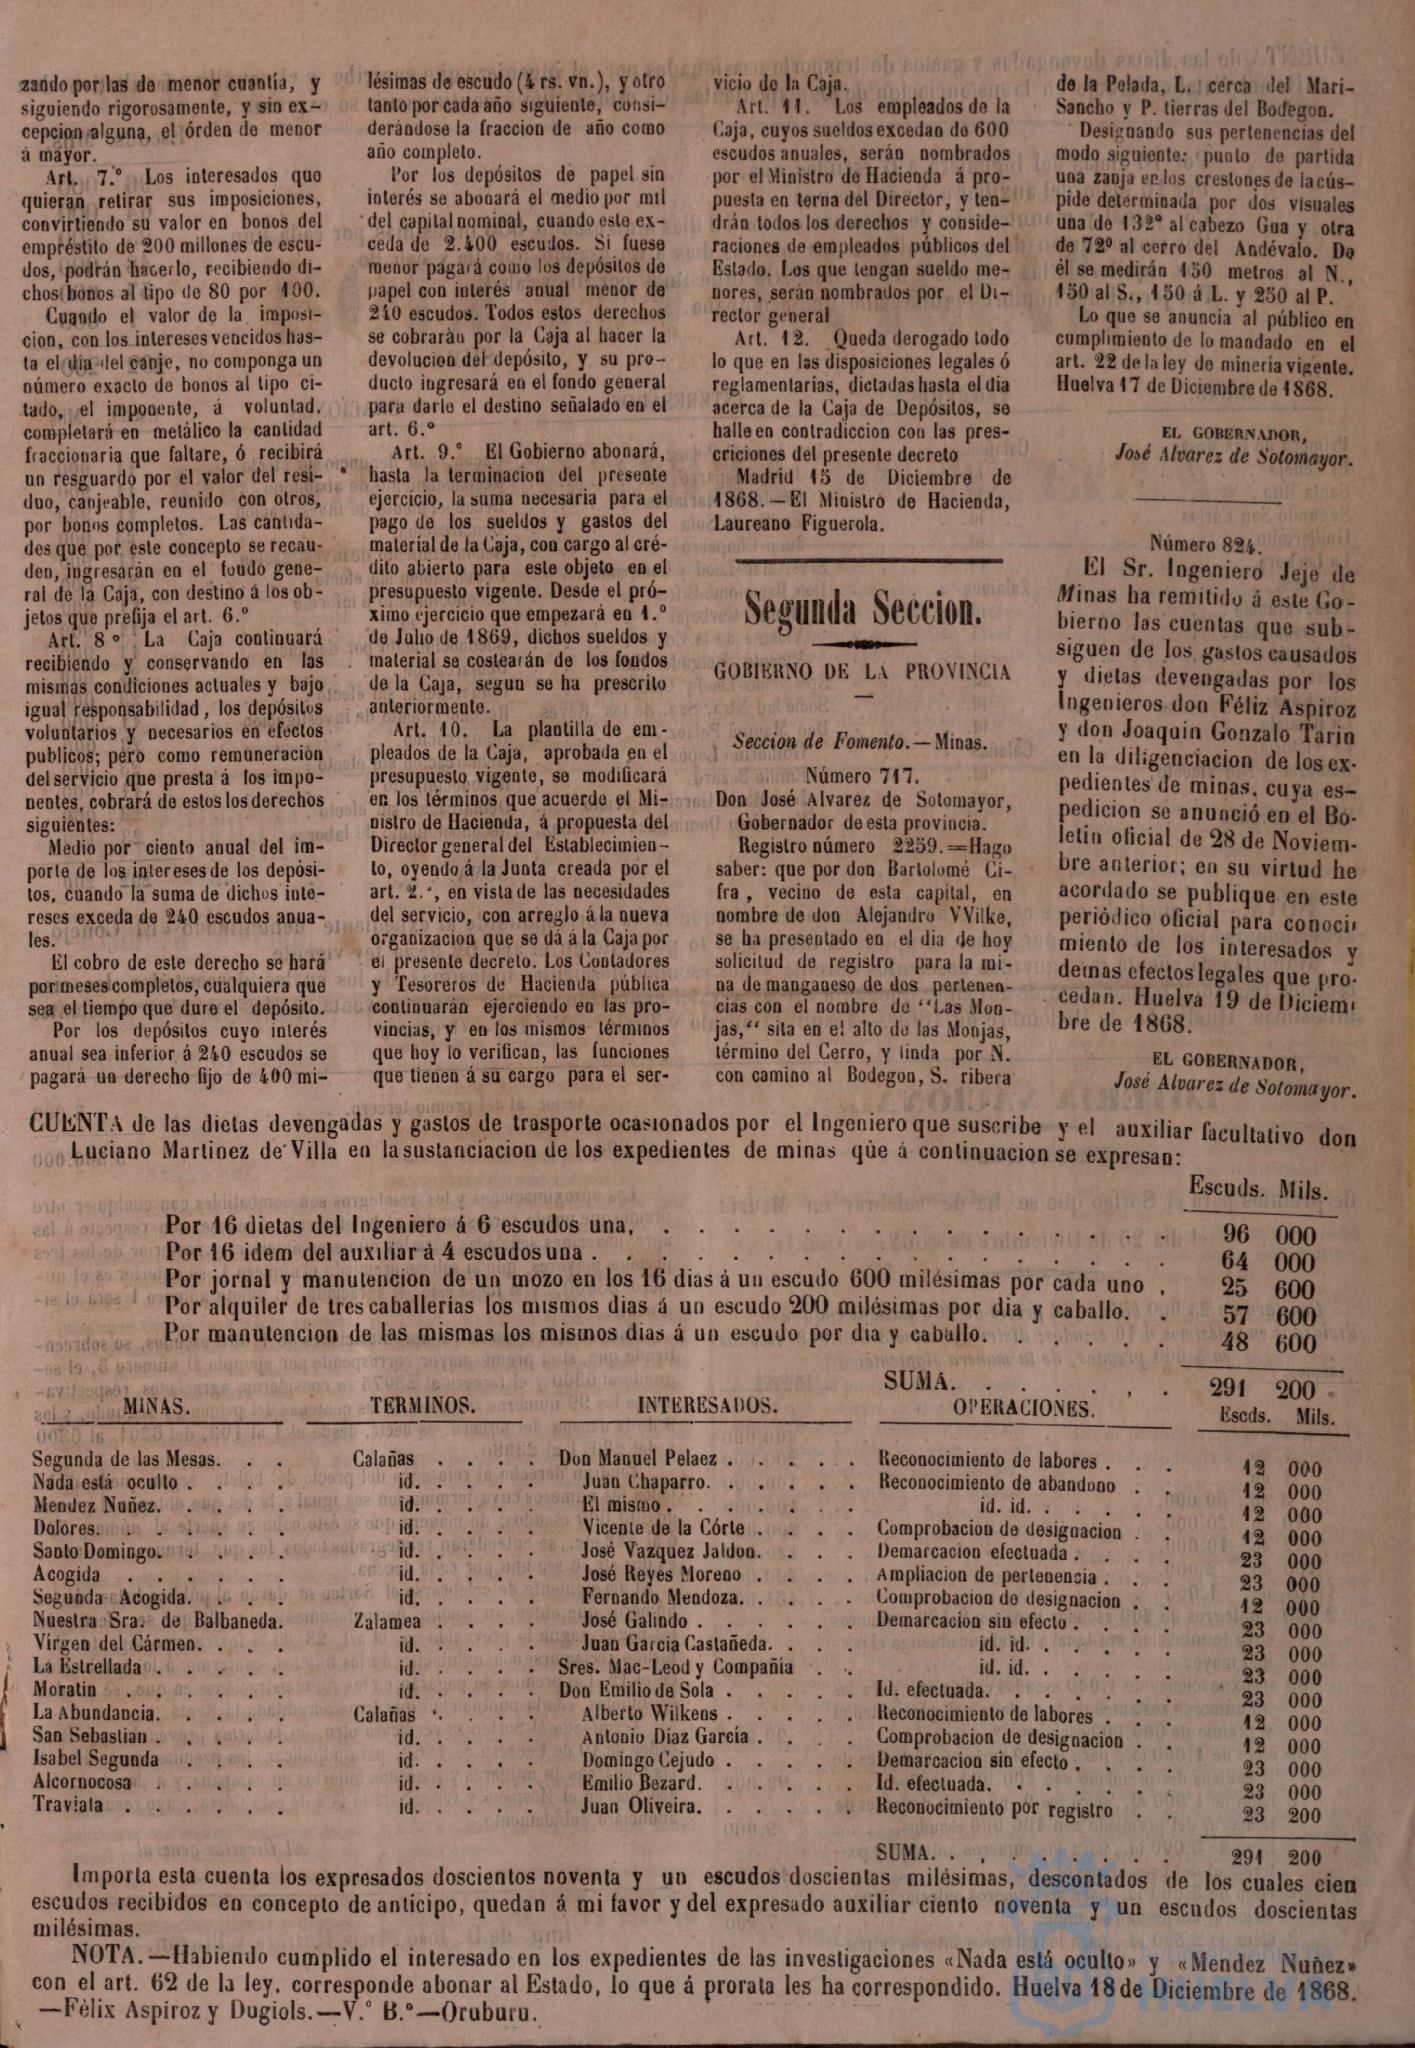 zando por las de menor cuantía, y
siguiendo rigorosamente, y sin ex-
cepcion alguna, el órden de menor
á mayor.
Art. 7.º Los interesados que
quieran retirar sus imposiciones,
convirtiendo su valor en bonos del
empréstito de 200 millones de escu-
dos, podrán hacerlo, recibiendo di-
chos bonos al tipo de 80 por 100.
Cuando el valor de la imposi-
cion, con los intereses vencidos has-
ta el dia del canje, no componga un
número exacto de bonos al tipo ci-
tado, el imponente, á voluntad,
completará en metálico la cantidad
fraccionaria que faltare, ó recibirá
un resguardo por el valor del resí-
duo, canjeable, reunido con otros,
por bonos completos. Las cantida-
des que por este concepto se recau-
den, ingresarán en el fondo gene-
ral de la Caja, con destino á los ob-
jetos que prefija el art. 6.º
Art. 8º La Caja continuará
recibiendo y conservando en las
mismas condiciones actuales y bajo
igual responsabilidad, los depósitos
voluntarios y necesarios en efectos
publicos; pero como remuneracion
del servicio que presta á los impo-
nentes, cobrará de estos los derechos
siguientes:
Medio por ciento anual del im-
porte de los intereses de los depósi-
tos, cuando la suma de dichos inte-
reses exceda de 240 escudos anua-
les.
El cobro de este derecho se hará
por meses completos, cualquiera que
sea el tiempo que dure el depósito.
Por los depósitos cuyo interés
anual sea inferior á 240 escudos se
pagará un derecho fijo de 400 mi-
lésimas de escudo (4 rs. vn.), y otro
tanto por cada año siguiente, consi-
derándose la fraccion de año como
año completo.
Por los depósitos de papel sin
interés se abonará el medio por mil
del capital nominal, cuando este ex-
ceda de 2.400 escudos. Si fuese
menor pagará como los depósitos de
papel con interés anual menor de
240 escudos. Todos estos derechos
se cobrarán por la Caja al hacer la
devolucion del depósito, y su pro-
ducto ingresará en el fondo general
para darle el destino señalado en el
art. 6.º
Art. 9.º El Gobierno abonará,
hasta la terminacion del presente
ejercicio, la suma necesaria para el
pago de los sueldos y gastos del
material de la Caja, con cargo al cré-
dito abierto para este objeto en el
presupuesto vigente. Desde el pró-
ximo ejercicio que empezará en 1.º
de Julio de 1869, dichos sueldos y
material se costearán de los fondos
de la Caja, segun se ha prescrito
anteriormente.
Art. 10. La plantilla de em-
pleados de la Caja, aprobada en el
presupuesto vigente, se modificará
en los términos que acuerde el Mi-
nistro de Hacienda, á propuesta del
Director general del Establecimien-
to, oyendo á la Junta creada por el
art. 2.º, en vista de las necesidades
del servicio, con arreglo á la nueva
organizacion que se dá á la Caja por
el presente decreto. Los Contadores
y Tesoreros de Hacienda pública
continuarán ejerciendo en las pro-
vincias, y en los mismos términos
que hoy lo verifican, las funciones
que tienen á su cargo para el ser-
vicio de la Caja.
Art. 11. Los empleados de la
Caja, cuyos sueldos excedan de 600
escudos anuales, serán nombrados
por el Ministro de Hacienda á pro-
puesta en terna del Director, y ten-
drán todos los derechos y conside-
raciones de empleados públicos del
Estado. Los que tengan sueldo me-
nores, serán nombrados por el Di-
rector general
Art. 12. Queda derogado todo
lo que en las disposiciones legales ó
reglamentarias, dictadas hasta el dia
acerca de la Caja de Depósitos, se
halle en contradiccion con las pres-
criciones del presente decreto
Madrid 15 de Diciembre de
1868.—El Ministro de Hacienda,
Laureano Figuerola.
Segunda Seccion.
GOBIERNO DE LA PROVINCIA
Seccion de Fomento.—Minas.
Número 717.
Don José Alvarez de Sotomayor,
Gobernador de esta provincia.
Registro número 2259.=Hago
saber: que por don Bartolomé Ci-
fra, vecino de esta capital, en
nombre de don Alejandro VVilke,
se ha presentado en el dia de hoy
solicitud de registro para la mi-
na de manganeso de dos pertenen-
cias con el nombre de "Las Mon-
jas," sita en el alto de las Monjas,
término del Cerro, y linda por N.
con camino al Bodegon, S. ribera
de la Pelada, L. cerca del Mari-
Sancho y P. tierras del Bodegon.
Designando sus pertenencias del
modo siguiente: punto de partida
una zanja en los crestones de la cús-
pide determinada por dos visuales
una de 132º al cabezo Gua y otra
de 72º al cerro del Andévalo. De
él se medirán 150 metros al N.,
150 al S., 150 á L. y 250 al P.
Lo que se anuncia al público en
cumplimiento de lo mandado en el
art. 22 de la ley de minería vigente.
Huelva 17 de Diciembre de 1868.
EL GOBERNADOR,
José Alvarez de Sotomayor.
Número 824.
El Sr. Ingeniero Jeje de
Minas ha remitido á este Go-
bierno las cuentas que sub-
siguen de los gastos causados
y dietas devengadas por los
Ingenieros don Féliz Aspiroz
y don Joaquin Gonzalo Tarin
en la diligenciacion de los ex-
pedientes de minas, cuya es-
pedicion se anunció en el Bo-
letin oficial de 28 de Noviem-
bre anterior; en su virtud he
acordado se publique en este
periódico oficial para conoci
miento de los interesados y
demas efectos legales que pro-
cedan. Huelva 19 de Diciem
bre de 1868.
EL GOBERNADOR,
José Alvarez de Sotomayor.
CUENTA de las dietas devengadas y gastos de trasporte ocasionados por el Ingeniero que suscribe y el auxiliar facultativo don
Luciano Martinez de Villa en la sustanciacion de los expedientes de minas que á continuacion se expresan:
Escuds. Mils.
Por 16 dietas del Ingeniero á 6 escudos una, 96 000
Por 16 idem del auxiliar á 4 escudos una 64 000
Por jornal y manutencion de un mozo en los 16 dias á un escudo 600 milésimas por cada uno 25 600
Por alquiler de tres caballerías los mismos dias á un escudo 200 milésimas por dia y caballo. 57 600
Por manutencion de las mismas los mismos dias á un escudo por dia y caballo. 48 600
SUMA. 291 200
MINAS. TERMINOS. INTERESADOS. OPERACIONES. Escds. Mils.
Segunda de las Mesas. Calañas Don Manuel Pelaez Reconocimiento de labores 12 000
Nada está oculto id. Juan Chaparro. Reconocimiento de abandono 12 000
Mendez Nuñez. id. El mismo id. id. 12 000
Dolores. id. Vicente de la Córte Comprobacion de designacion 12 000
Santo Domingo. id. José Vazquez Jaldon. Demarcacion efectuada 23 000
Acogida id. José Reyes Moreno Ampliacion de pertenencia 23 000
Segunda Acogida. id. Fernando Mendoza. Comprobacion de designacion 12 000
Nuestra Sra. de Balbaneda. Zalamea José Galindo Demarcacion sin efecto 23 000
Virgen del Cármen. id. Juan Garcia Castañeda. id. id. 23 000
La Estrellada id. Sres. Mac-Leod y Compañía id. id. 23 000
Moratin id. Don Emilio de Sola Id. efectuada. 23 000
La Abundancia. Calañas Alberto Wilkens Reconocimiento de labores 12 000
San Sebastian id. Antonio Diaz García Comprobacion de designacion 12 000
Isabel Segunda id. Domingo Cejudo Demarcacion sin efecto 23 000
Alcornocosa id. Emilio Bezard. Id. efectuada. 23 000
Traviata id. Juan Oliveira. Reconocimiento por registro 23 200
SUMA. 291 200
Importa esta cuenta los expresados doscientos noventa y un escudos doscientas milésimas, descontados de los cuales cien
escudos recibidos en concepto de anticipo, quedan á mi favor y del expresado auxiliar ciento noventa y un escudos doscientas
milésimas.
NOTA.—Habiendo cumplido el interesado en los expedientes de las investigaciones «Nada está oculto» y «Mendez Nuñez»
con el art. 62 de la ley, corresponde abonar al Estado, lo que á prorata les ha correspondido. Huelva 18 de Diciembre de 1868.
—Félix Aspiroz y Dugiols.—V.º B.º—Oruburu.